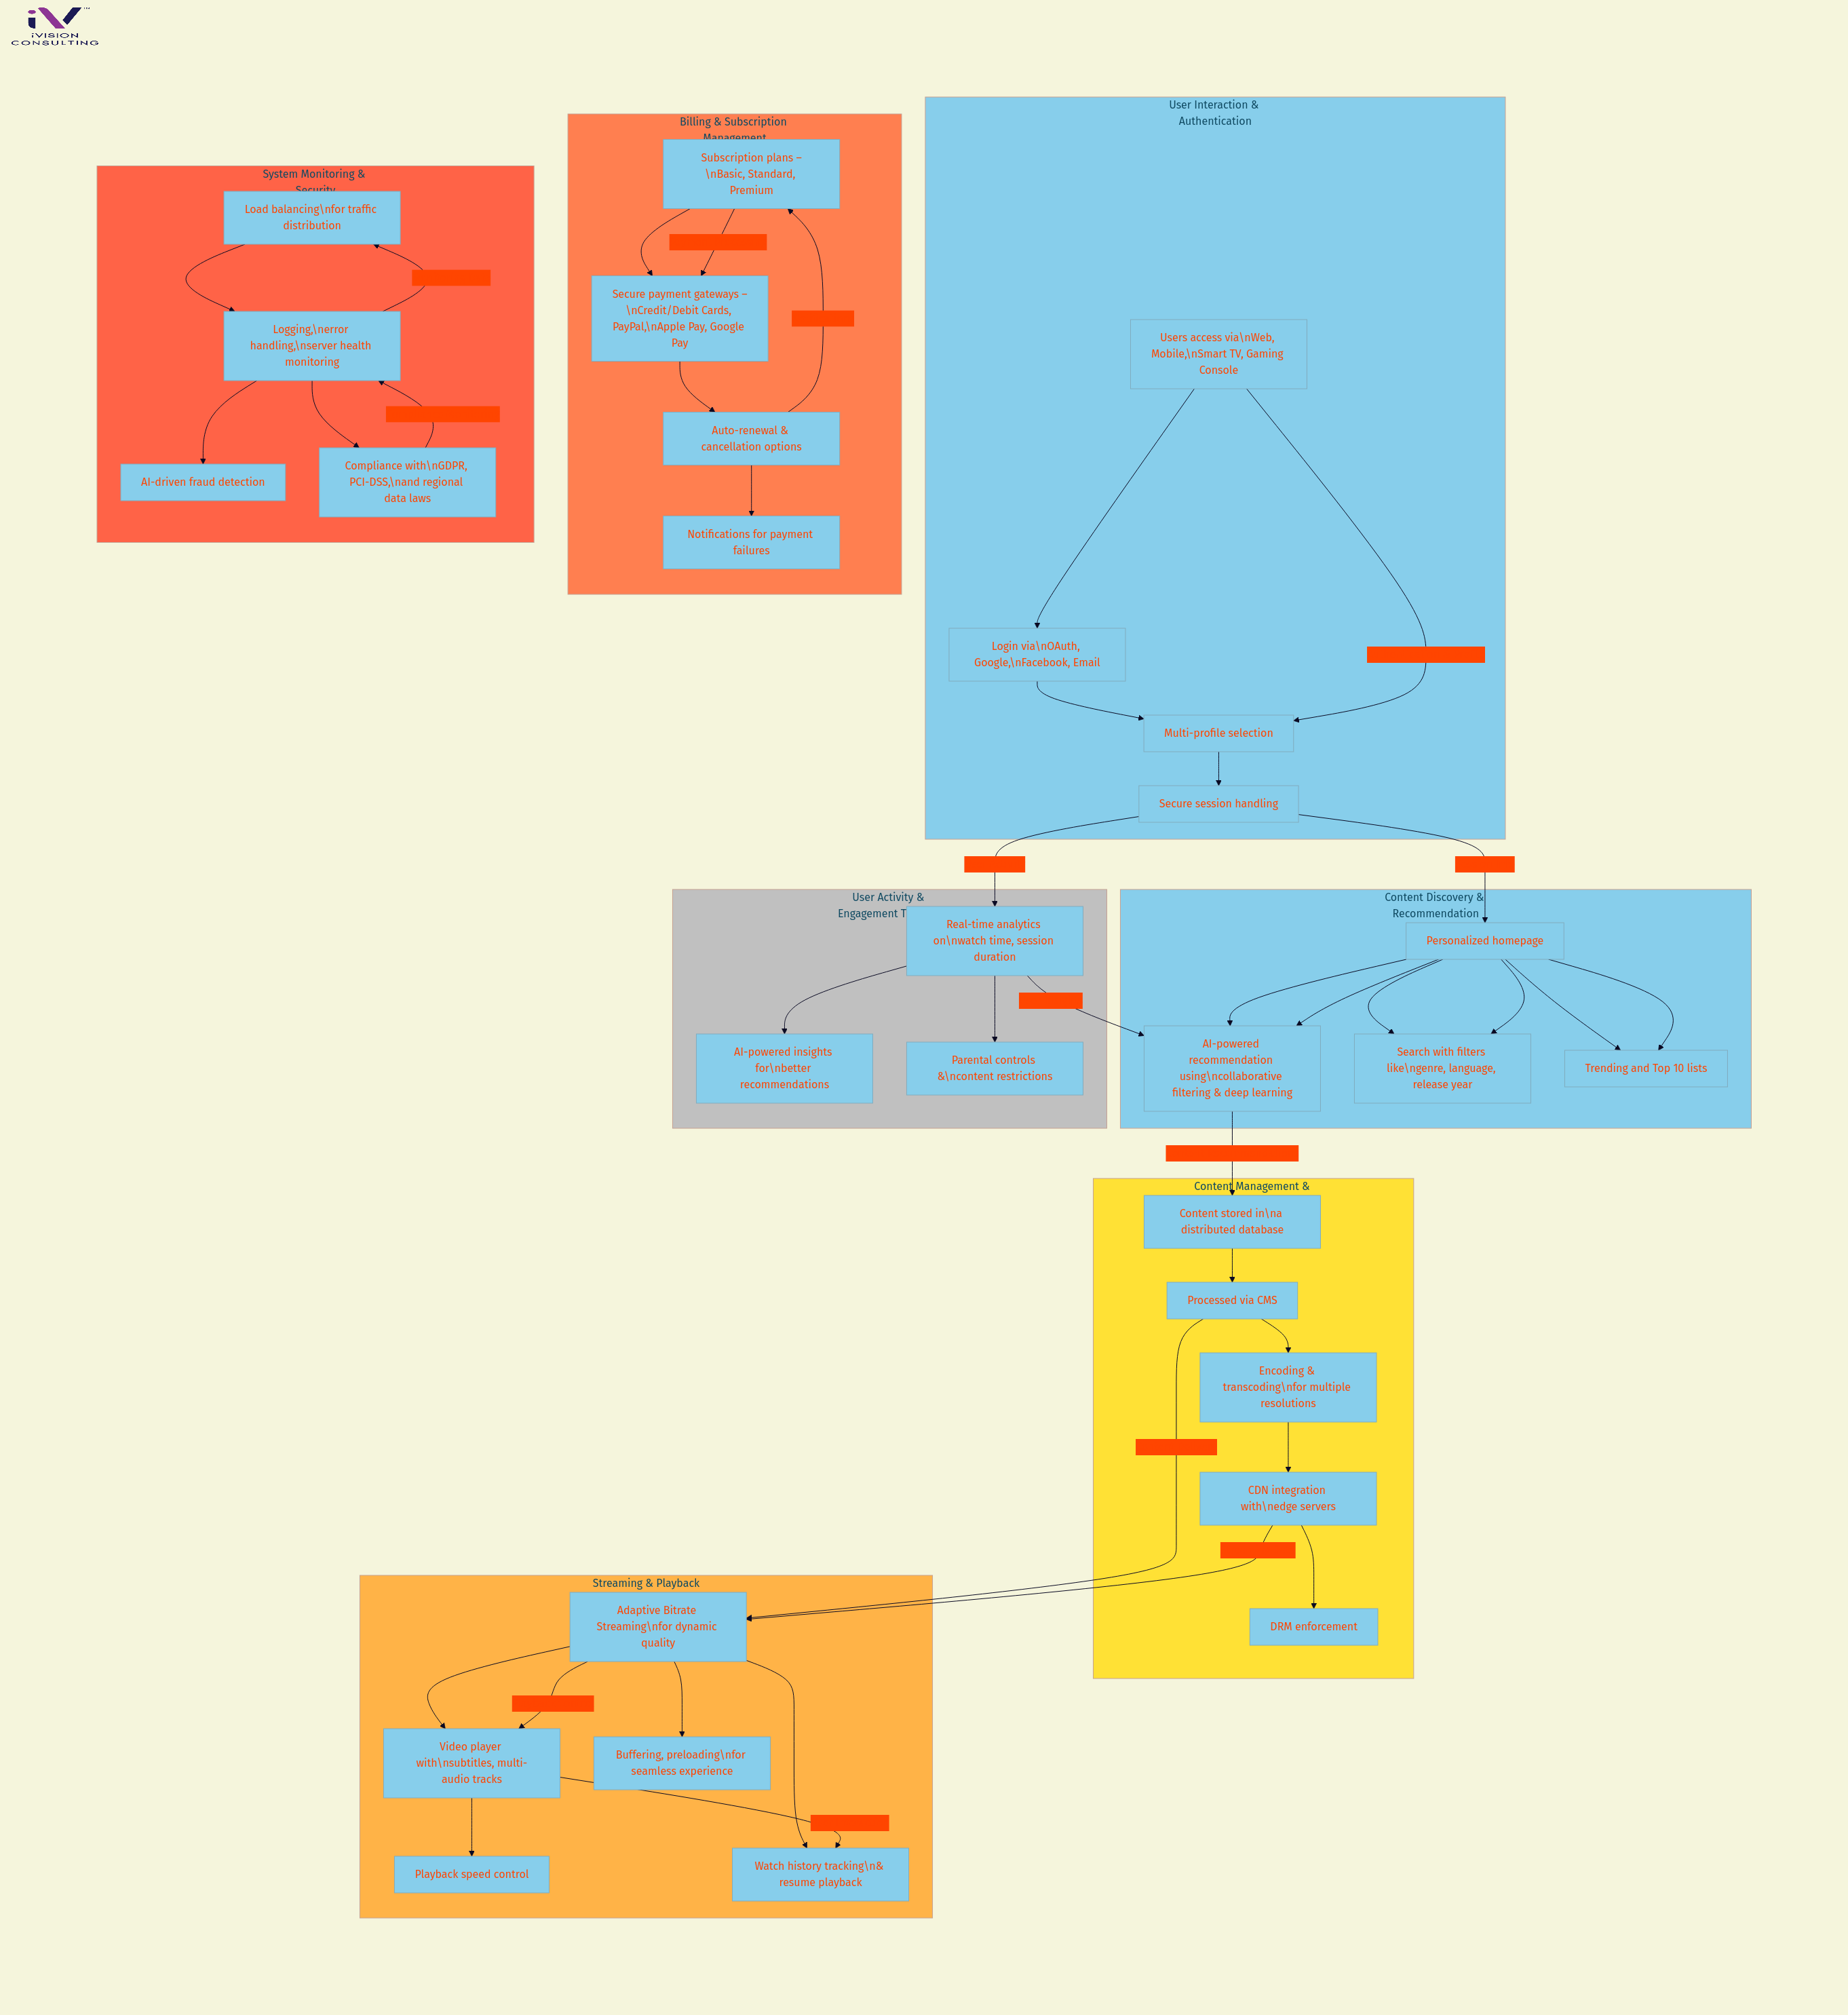 iV
™
iVISION
CONSULTING
User Interaction &
Authentication
Billing & Subscription
Management
System Monitoring &
Security
Subscription plans –
\nBasic, Standard,
Premium
Load balancing\nfor traffic
distribution
Secure payment gateways –
\nCredit/Debit Cards,
PayPal,\nApple Pay, Google
Pay
Logging,\nerror
handling,\nserver health
monitoring
Users access via\nWeb,
Mobile,\nSmart TV, Gaming
Console
Auto-renewal &
cancellation options
AI-driven fraud detection
Compliance with\nGDPR,
PCI-DSS,\nand regional
data laws
Notifications for payment
failures
Login via\nOAuth,
Google,\nFacebook, Email
Multi-profile selection
Secure session handling
User Activity &
Engagement T
Content Discovery &
Recommendation
Real-time analytics
on\nwatch time, session
duration
Personalized homepage
AI-powered insights
for\nbetter
recommendations
Parental controls
&\ncontent restrictions
AI-powered
recommendation
using\ncollaborative
filtering & deep learning
Search with filters
like\ngenre, language,
release year
Trending and Top 10 lists
Content Management &
Content stored in\na
distributed database
Processed via CMS
Encoding &
transcoding\nfor multiple
resolutions
CDN integration
with\nedge servers
DRM enforcement
Streaming & Playback
Adaptive Bitrate
Streaming\nfor dynamic
quality
Video player
with\nsubtitles, multi-
audio tracks
Buffering, preloading\nfor
seamless experience
Playback speed control
Watch history tracking\n&
resume playback